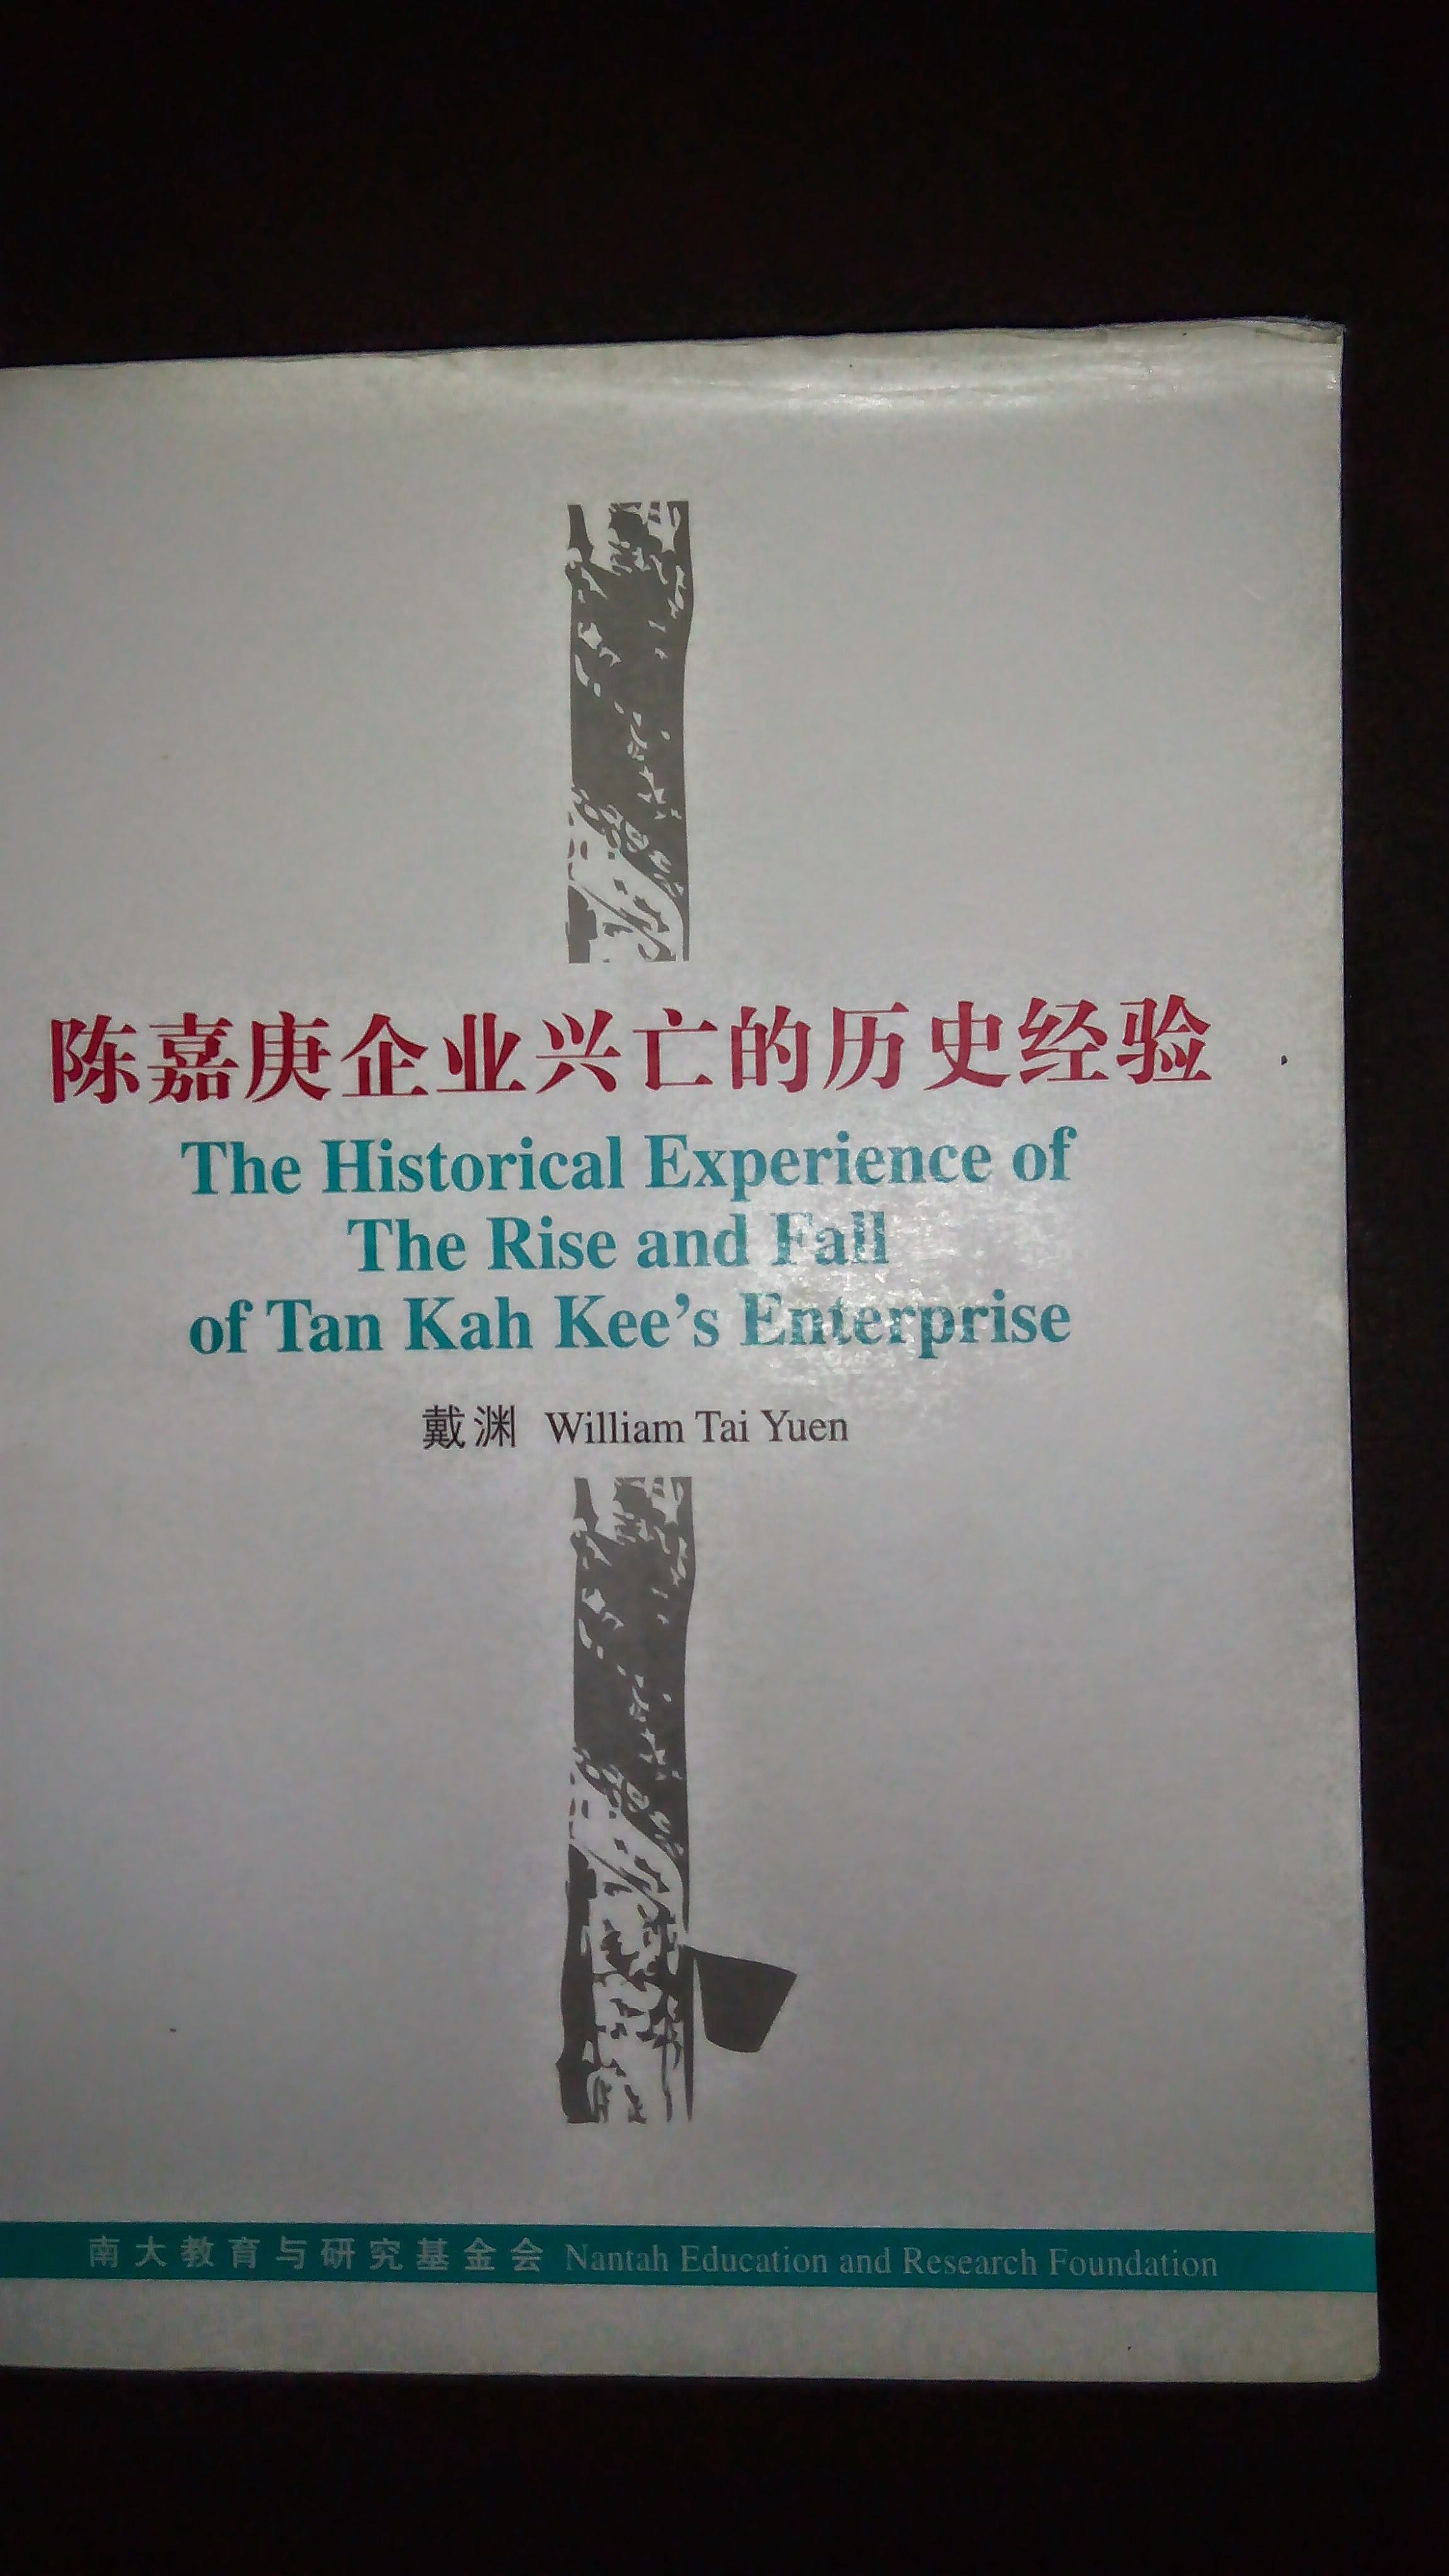 陈嘉庚企业兴亡的历史经验
The Historical Experience of
The Rise and Fall
of Tan Kah Kee's Enterprise
戴渊 William Tai Yuen
南大教育与研究基金会 Nantah Education and Research Foundation